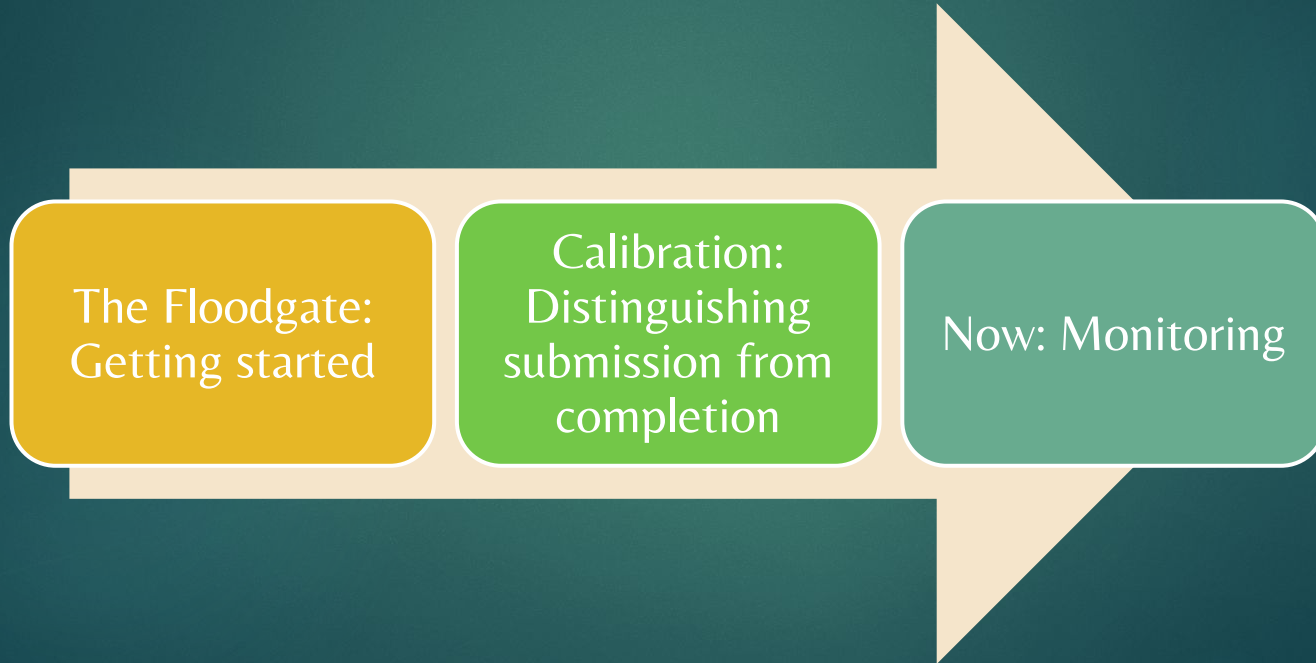 The Floodgate:
Getting started
Calibration:
Distinguishing
submission from
completion
Now: Monitoring